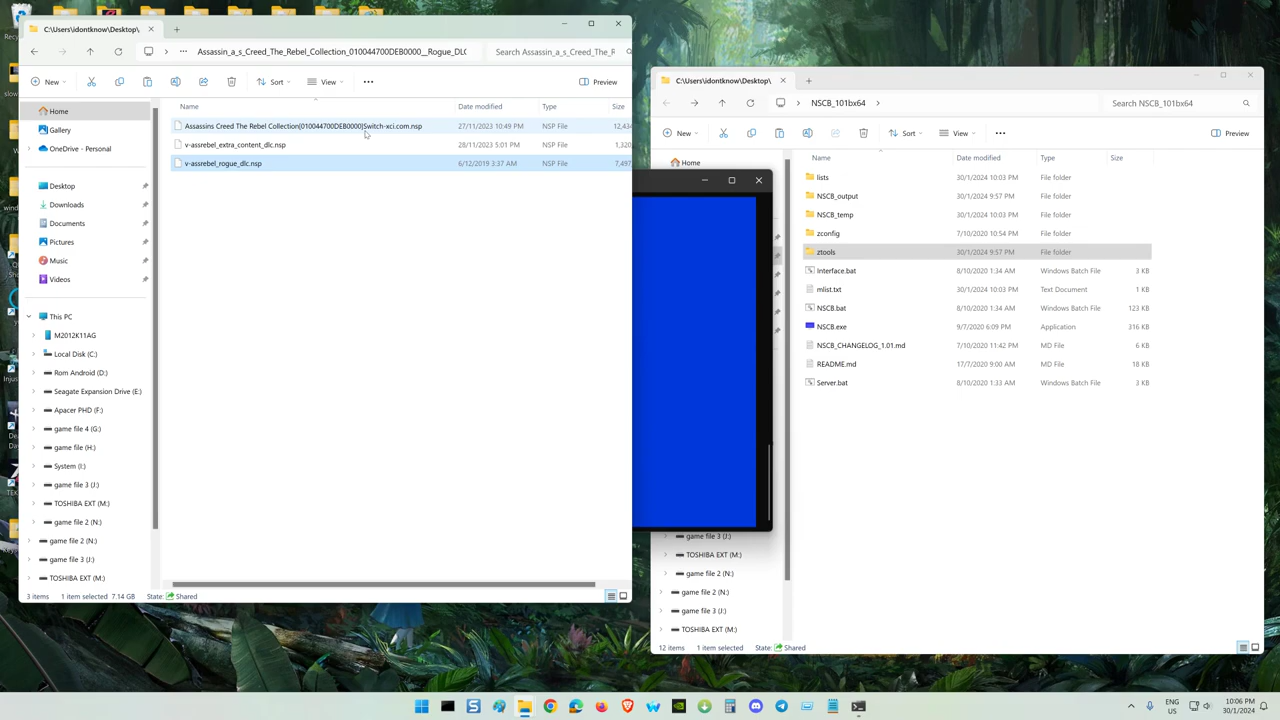 C:\Users\idontknow\Desktop\
Assassin_a_s_Creed_The_Rebel_Collection_010044700DEB0000__Rogue_DLC
Search Assassin_a_s_Creed_The_F
New
Sort
View
Preview
Name
Date modified
Type
Size
Home
Gallery
OneDrive - Personal
Desktop
Downloads
Documents
Pictures
Music
Videos
Assassins Creed The Rebel Collection(010044700DEB0000)Switch-xci.com.nsp
27/11/2023 10:49 PM
NSP File
12,434
v-assrebel_extra_content_dlc.nsp
28/11/2023 5:01 PM
NSP File
1,320
v-assrebel_rogue_dlc.nsp
6/12/2019 3:37 AM
NSP File
7,497
This PC
M2012K11AG
Local Disk (C:)
Rom Android (D:)
Seagate Expansion Drive (E:)
Apacer PHD (F:)
game file 4 (G:)
game file (H:)
System (I:)
game file 3 (J:)
TOSHIBA EXT (M:)
game file 2 (N:)
game file 2 (N:)
game file 3 (J:)
TOSHIBA EXT (M:)
3 items
1 item selected 7.14 GB
State:
Shared
C:\Users\idontknow\Desktop\
NSCB_101bx64
Search NSCB_101bx64
New
Sort
View
Preview
Home
Name
Date modified
Type
Size
lists
30/1/2024 10:03 PM
File folder
NSCB_output
30/1/2024 9:57 PM
File folder
NSCB_temp
30/1/2024 10:03 PM
File folder
zconfig
7/10/2020 10:54 PM
File folder
ztools
30/1/2024 9:57 PM
File folder
Interface.bat
8/10/2020 1:34 AM
Windows Batch File
3 KB
mlist.txt
30/1/2024 10:03 PM
Text Document
1 KB
NSCB.bat
8/10/2020 1:34 AM
Windows Batch File
123 KB
NSCB.exe
9/7/2020 6:09 PM
Application
316 KB
NSCB_CHANGELOG_1.01.md
7/10/2020 11:42 PM
MD File
6 KB
README.md
17/7/2020 9:00 AM
MD File
18 KB
Server.bat
8/10/2020 1:33 AM
Windows Batch File
3 KB
game file 3 (J:)
TOSHIBA EXT (M:)
game file 2 (N:)
game file 2 (N:)
game file 3 (J:)
TOSHIBA EXT (M:)
12 items
1 item selected
State:
Shared
ENG
US
10:06 PM
30/1/2024